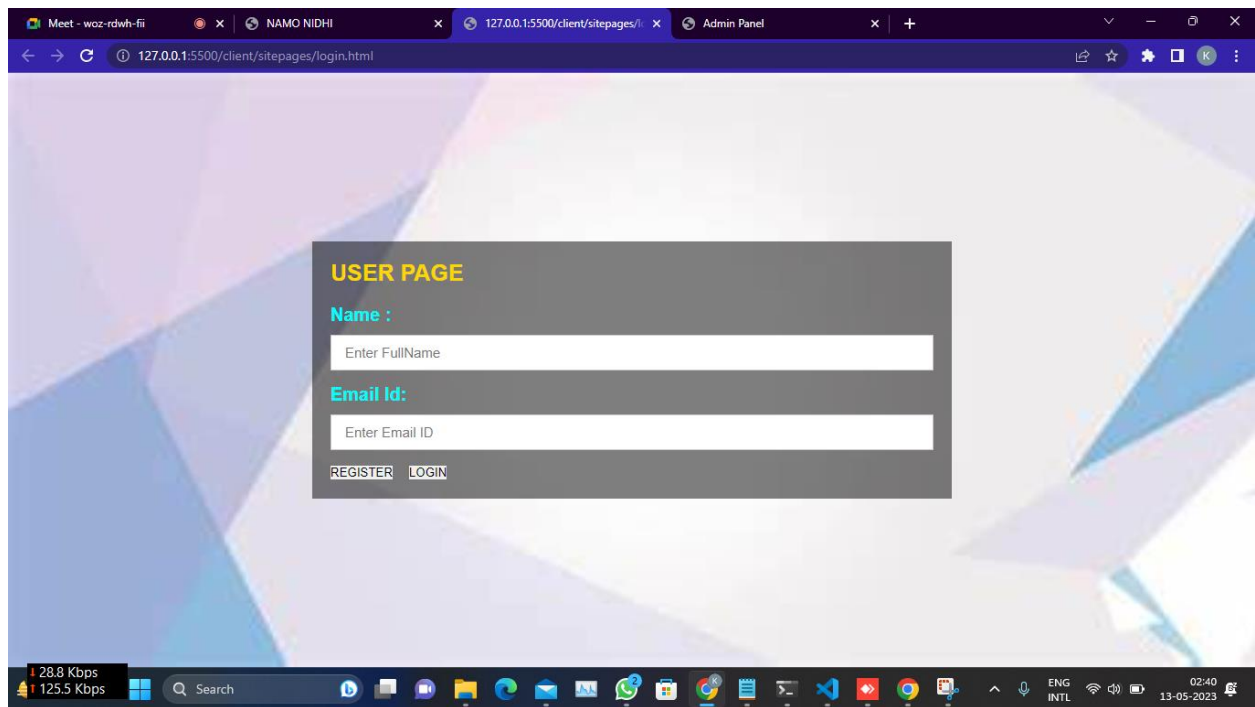 Meet - woz-rdwh-fii
NAMO NIDHI
127.0.0.1:5500/client/sitepages/l
Admin Panel
127.0.0.1:5500/client/sitepages/login.html
K
USER PAGE
Name :
Enter FullName
Email Id:
Enter Email ID
REGISTER LOGIN
28.8 Kbps
125.5 Kbps
Search
2
K
ENG
INTL
02:40
13-05-2023